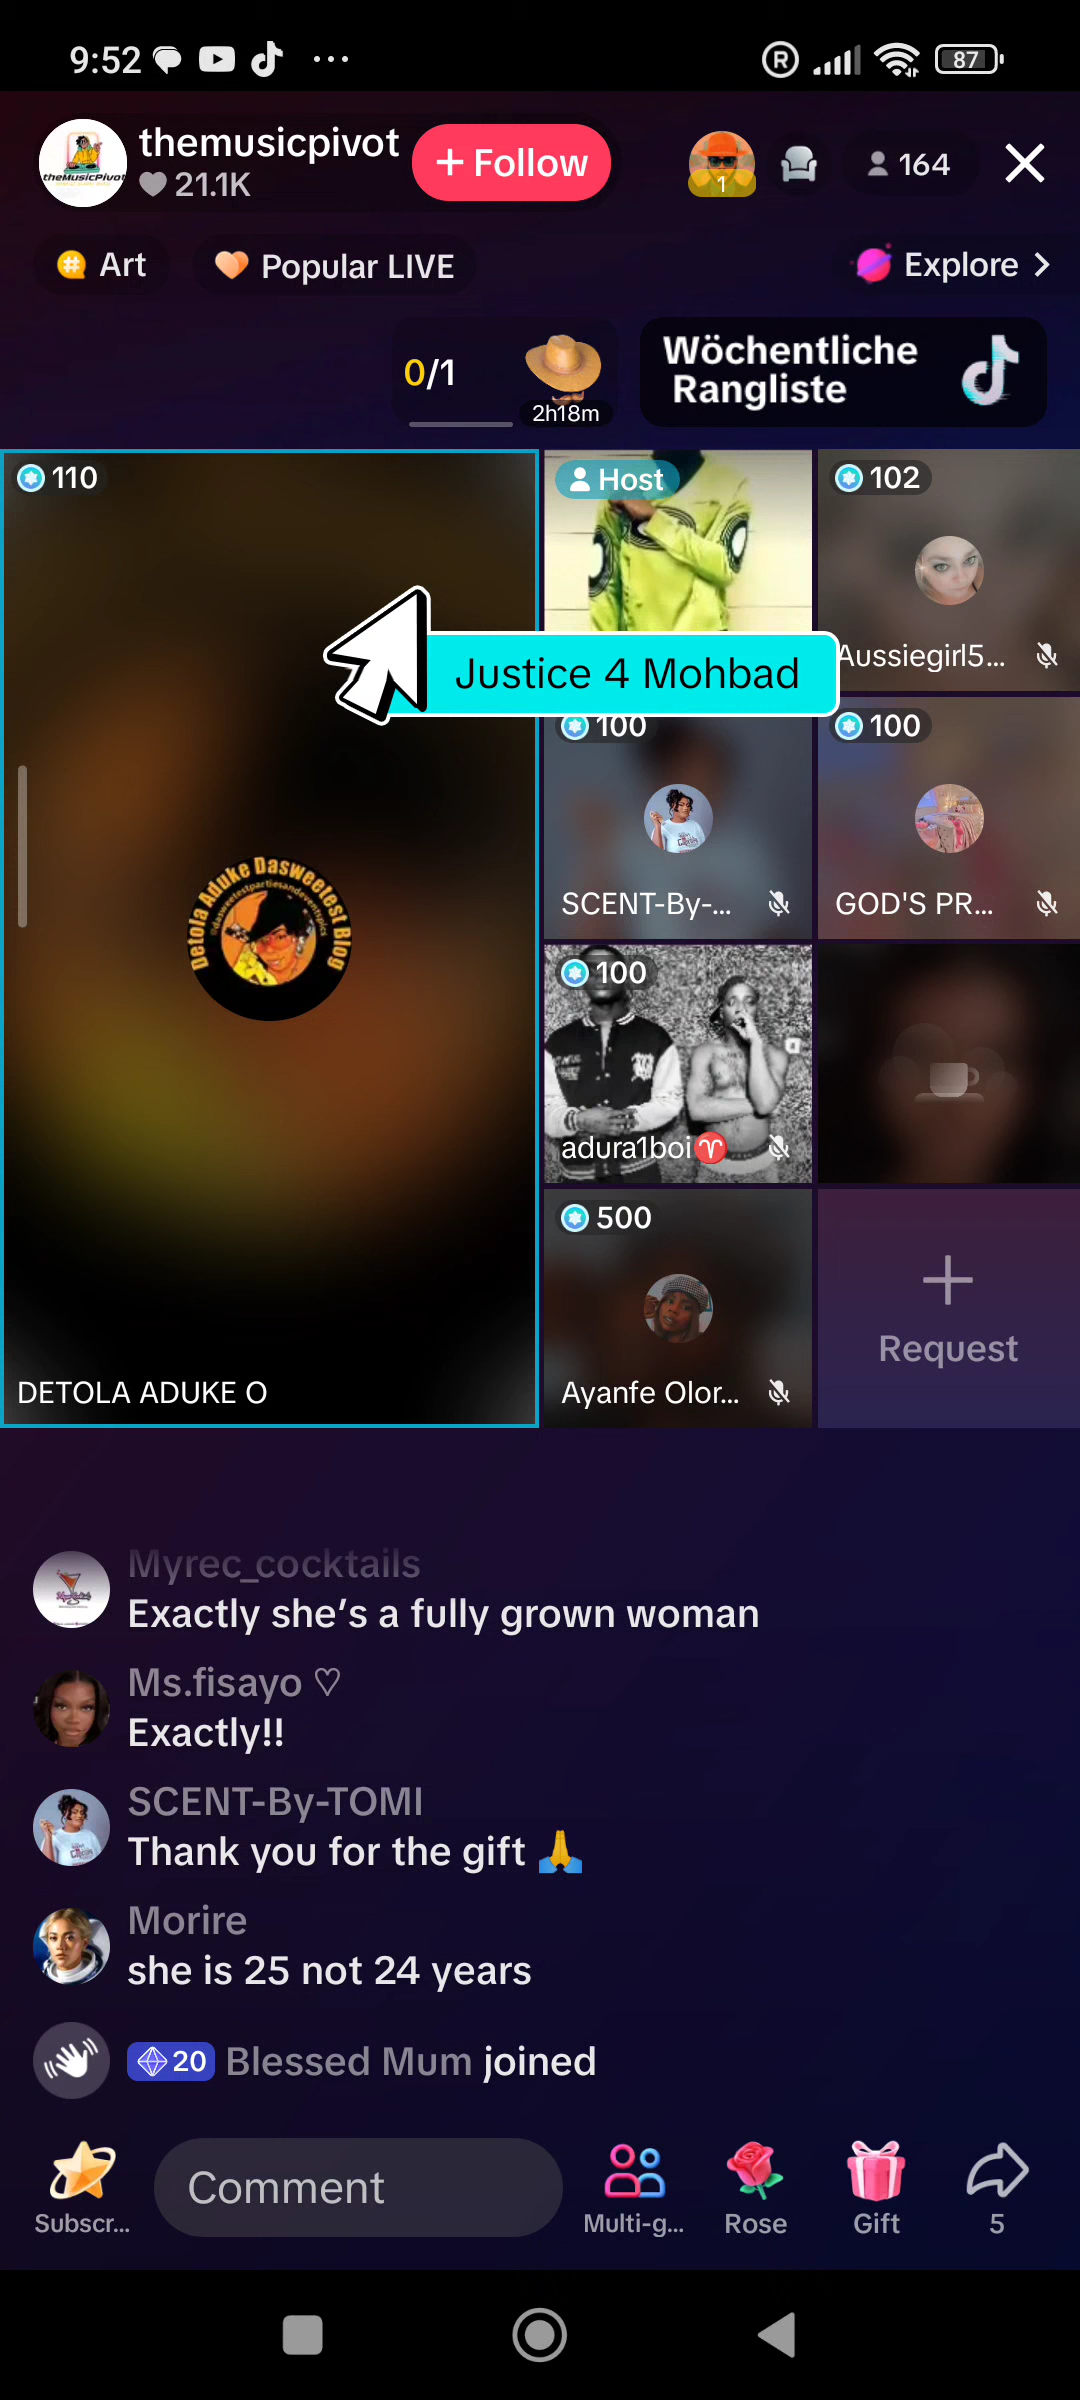 9:52
R
87
themusicpivot
21.1K
+ Follow
1
164
Art
Popular LIVE
Explore
0/1
2h18m
Wöchentliche
Rangliste
110
Host
102
Justice 4 Mohbad
Aussiegirl5...
100
100
Detola Aduke Dasweetest Blog
SCENT-By-...
GOD'S PR...
100
adura1boi♈
500
Request
DETOLA ADUKE O
Ayanfe Olor...
Myrec_cocktails
Exactly she's a fully grown woman
Ms.fisayo ♡
Exactly!!
SCENT-By-TOMI
Thank you for the gift 🙏
Morire
she is 25 not 24 years
20 Blessed Mum joined
Comment
Subscr...
Multi-g...
Rose
Gift
5